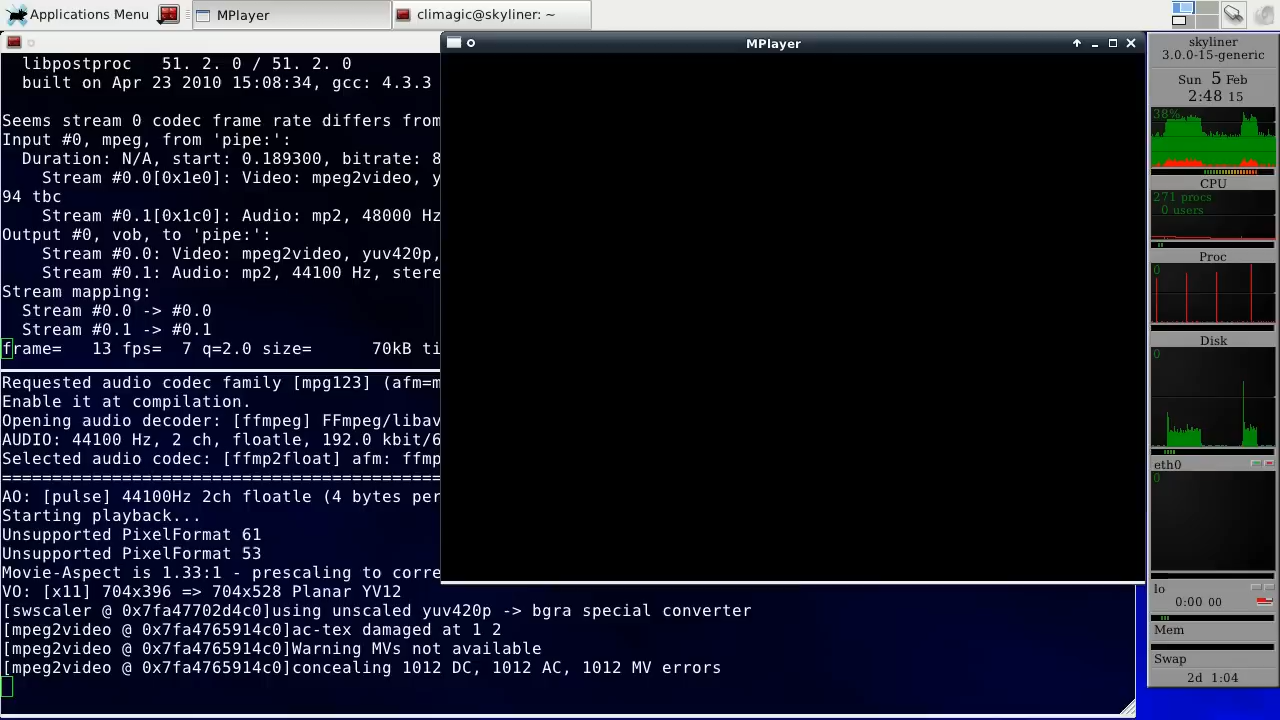 Applications Menu
MPlayer
climagic@skyliner: ~
MPlayer
libpostproc   51. 2. 0 / 51. 2. 0
built on Apr 23 2010 15:08:34, gcc: 4.3.3
Seems stream 0 codec frame rate differs from
Input #0, mpeg, from 'pipe:':
Duration: N/A, start: 0.189300, bitrate: 8
Stream #0.0[0x1e0]: Video: mpeg2video, y
94 tbc
Stream #0.1[0x1c0]: Audio: mp2, 48000 Hz
Output #0, vob, to 'pipe:':
Stream #0.0: Video: mpeg2video, yuv420p,
Stream #0.1: Audio: mp2, 44100 Hz, stere
Stream mapping:
Stream #0.0 -> #0.0
Stream #0.1 -> #0.1
frame=   13 fps=  7 q=2.0 size=      70kB ti
Requested audio codec family [mpg123] (afm=m
Enable it at compilation.
Opening audio decoder: [ffmpeg] FFmpeg/libav
AUDIO: 44100 Hz, 2 ch, floatle, 192.0 kbit/6
Selected audio codec: [ffmp2float] afm: ffmp
============================================
AO: [pulse] 44100Hz 2ch floatle (4 bytes per
Starting playback...
Unsupported PixelFormat 61
Unsupported PixelFormat 53
Movie-Aspect is 1.33:1 - prescaling to corre
VO: [x11] 704x396 => 704x528 Planar YV12
[swscaler @ 0x7fa47702d4c0]using unscaled yuv420p -> bgra special converter
[mpeg2video @ 0x7fa4765914c0]ac-tex damaged at 1 2
[mpeg2video @ 0x7fa4765914c0]Warning MVs not available
[mpeg2video @ 0x7fa4765914c0]concealing 1012 DC, 1012 AC, 1012 MV errors
skyliner
3.0.0-15-generic
Sun 5 Feb
2:48 15
38%
CPU
271 procs
0 users
Proc
0
Disk
0
eth0
0
lo
0:00 00
Mem
Swap
2d 1:04